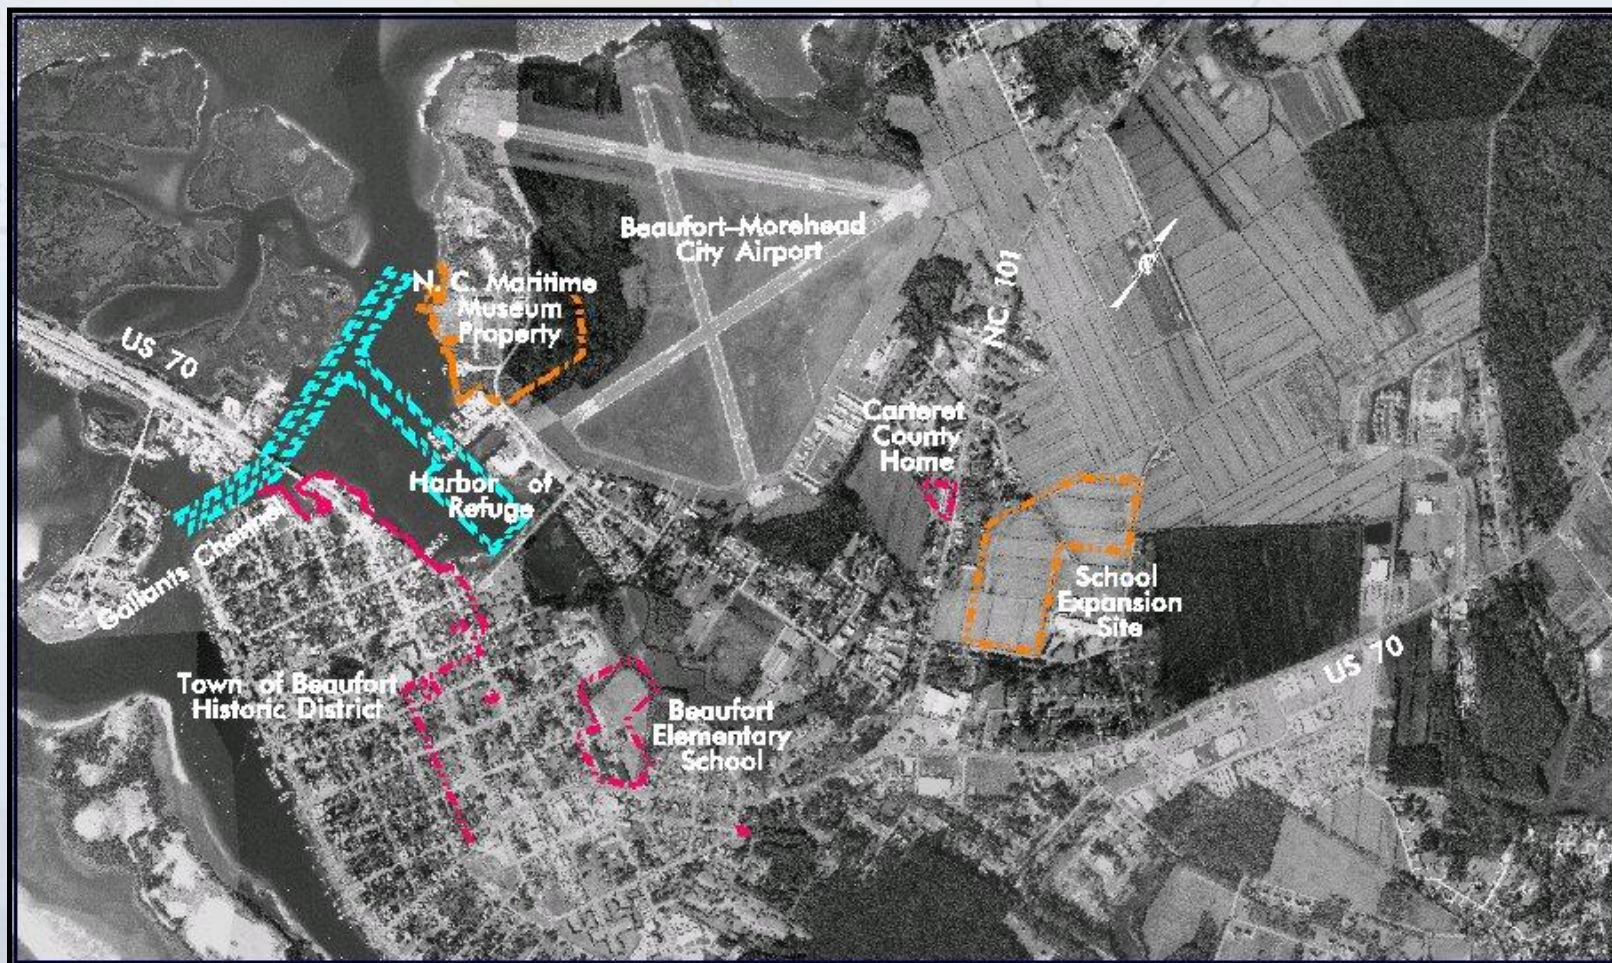 Beaufort–Morehead
City Airport
N. C. Maritime
Museum
Property
NC 101
US 70
Carteret
County
Home
Harbor of
Refuge
Gallants Channel
School
Expansion
Site
US 70
Town of Beaufort
Historic District
Beaufort
Elementary
School